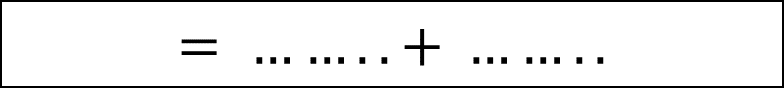 = …….. + ……..